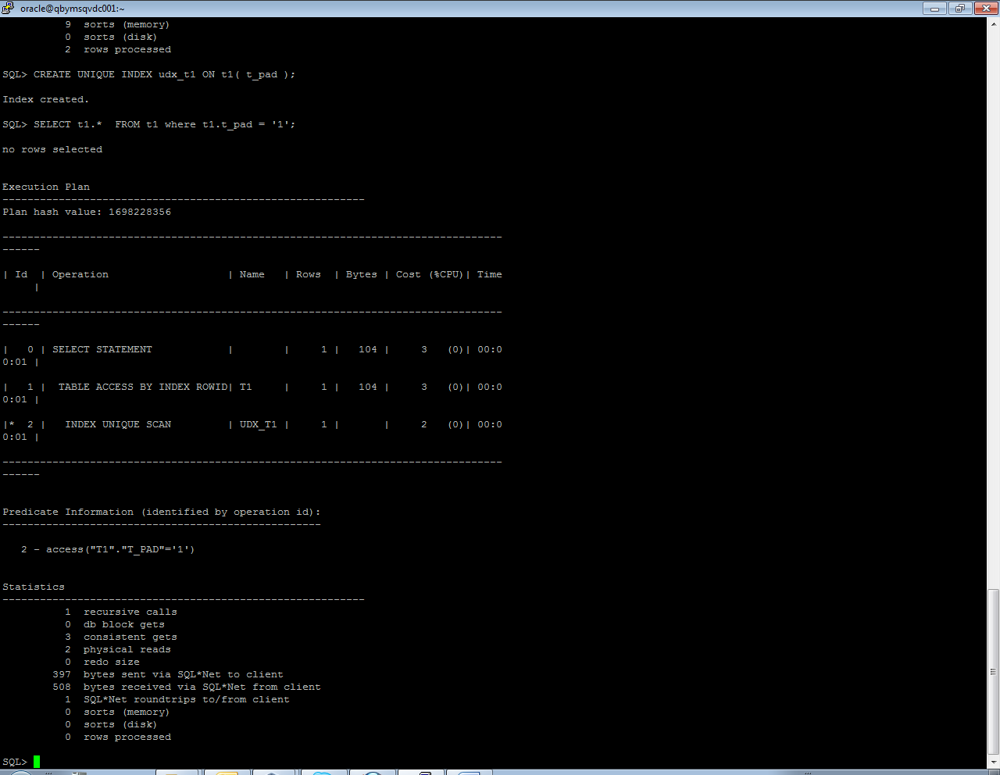 oracle@qbymsqvdc001:~
          9  sorts (memory)
          0  sorts (disk)
          2  rows processed
SQL> CREATE UNIQUE INDEX udx_t1 ON t1( t_pad );
Index created.
SQL> SELECT t1.*  FROM t1 where t1.t_pad = '1';
no rows selected
Execution Plan
----------------------------------------------------------
Plan hash value: 1698228356
--------------------------------------------------------------------------------
------
| Id  | Operation                   | Name   | Rows  | Bytes | Cost (%CPU)| Time
     |
--------------------------------------------------------------------------------
------
|   0 | SELECT STATEMENT            |        |     1 |   104 |     3   (0)| 00:0
0:01 |
|   1 |  TABLE ACCESS BY INDEX ROWID| T1     |     1 |   104 |     3   (0)| 00:0
0:01 |
|*  2 |   INDEX UNIQUE SCAN         | UDX_T1 |     1 |       |     2   (0)| 00:0
0:01 |
--------------------------------------------------------------------------------
------
Predicate Information (identified by operation id):
---------------------------------------------------
   2 - access("T1"."T_PAD"='1')
Statistics
----------------------------------------------------------
          1  recursive calls
          0  db block gets
          3  consistent gets
          2  physical reads
          0  redo size
        397  bytes sent via SQL*Net to client
        508  bytes received via SQL*Net from client
          1  SQL*Net roundtrips to/from client
          0  sorts (memory)
          0  sorts (disk)
          0  rows processed
SQL>